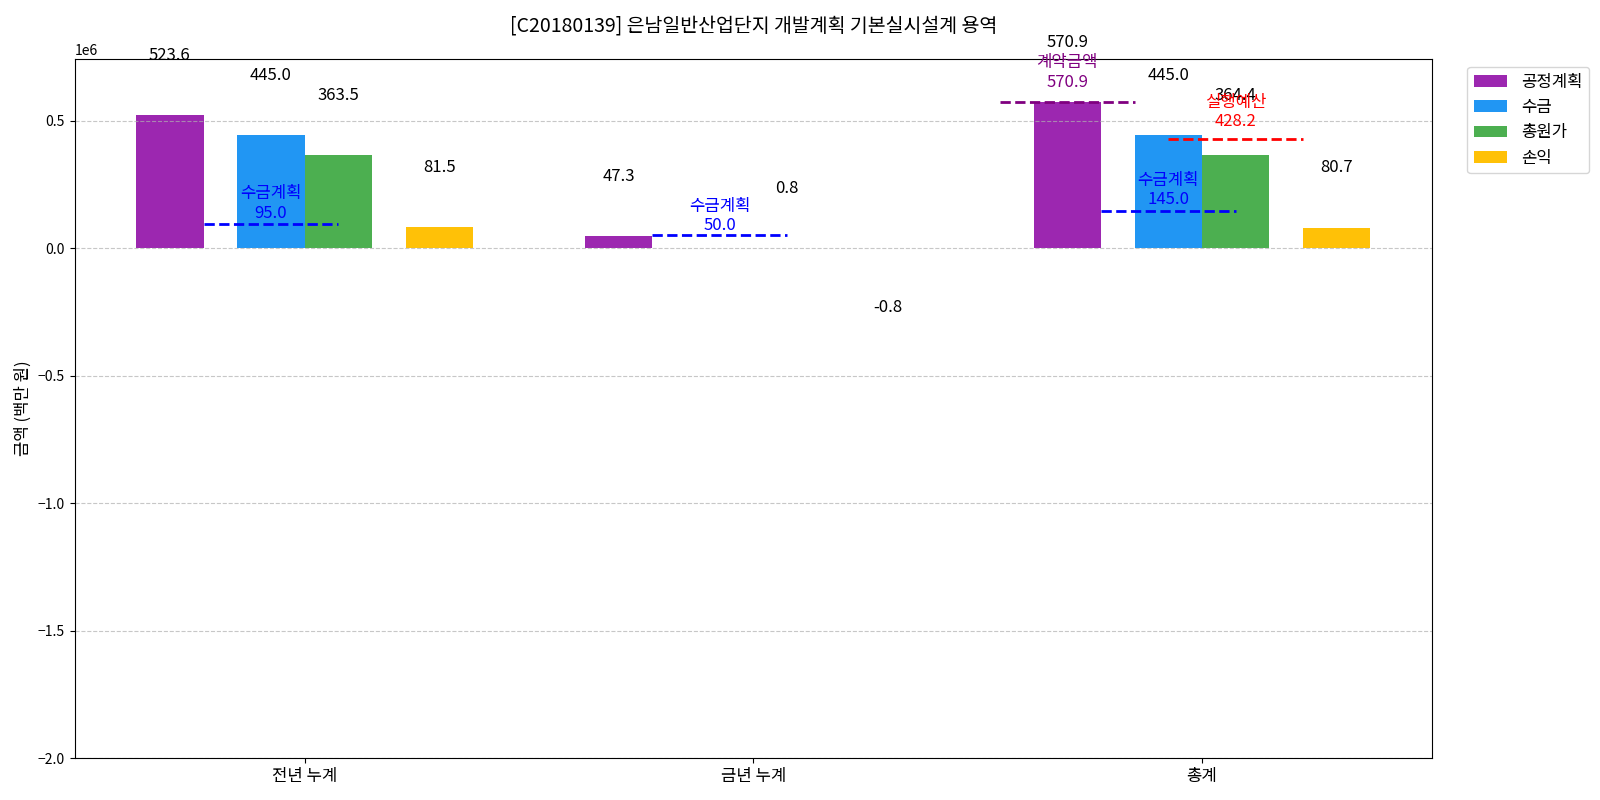 [C20180139] 은남일반산업단지 개발계획 기본실시설계 용역
1e6
523.6
445.0
363.5
81.5
수금계획
95.0
47.3
수금계획
50.0
0.8
-0.8
570.9
계약금액
570.9
445.0
364.4
실행예산
428.2
수금계획
145.0
80.7
공정계획
수금
총원가
손익
금액 (백만 원)
0.5
0.0
−0.5
−1.0
−1.5
−2.0
전년 누계
금년 누계
총계